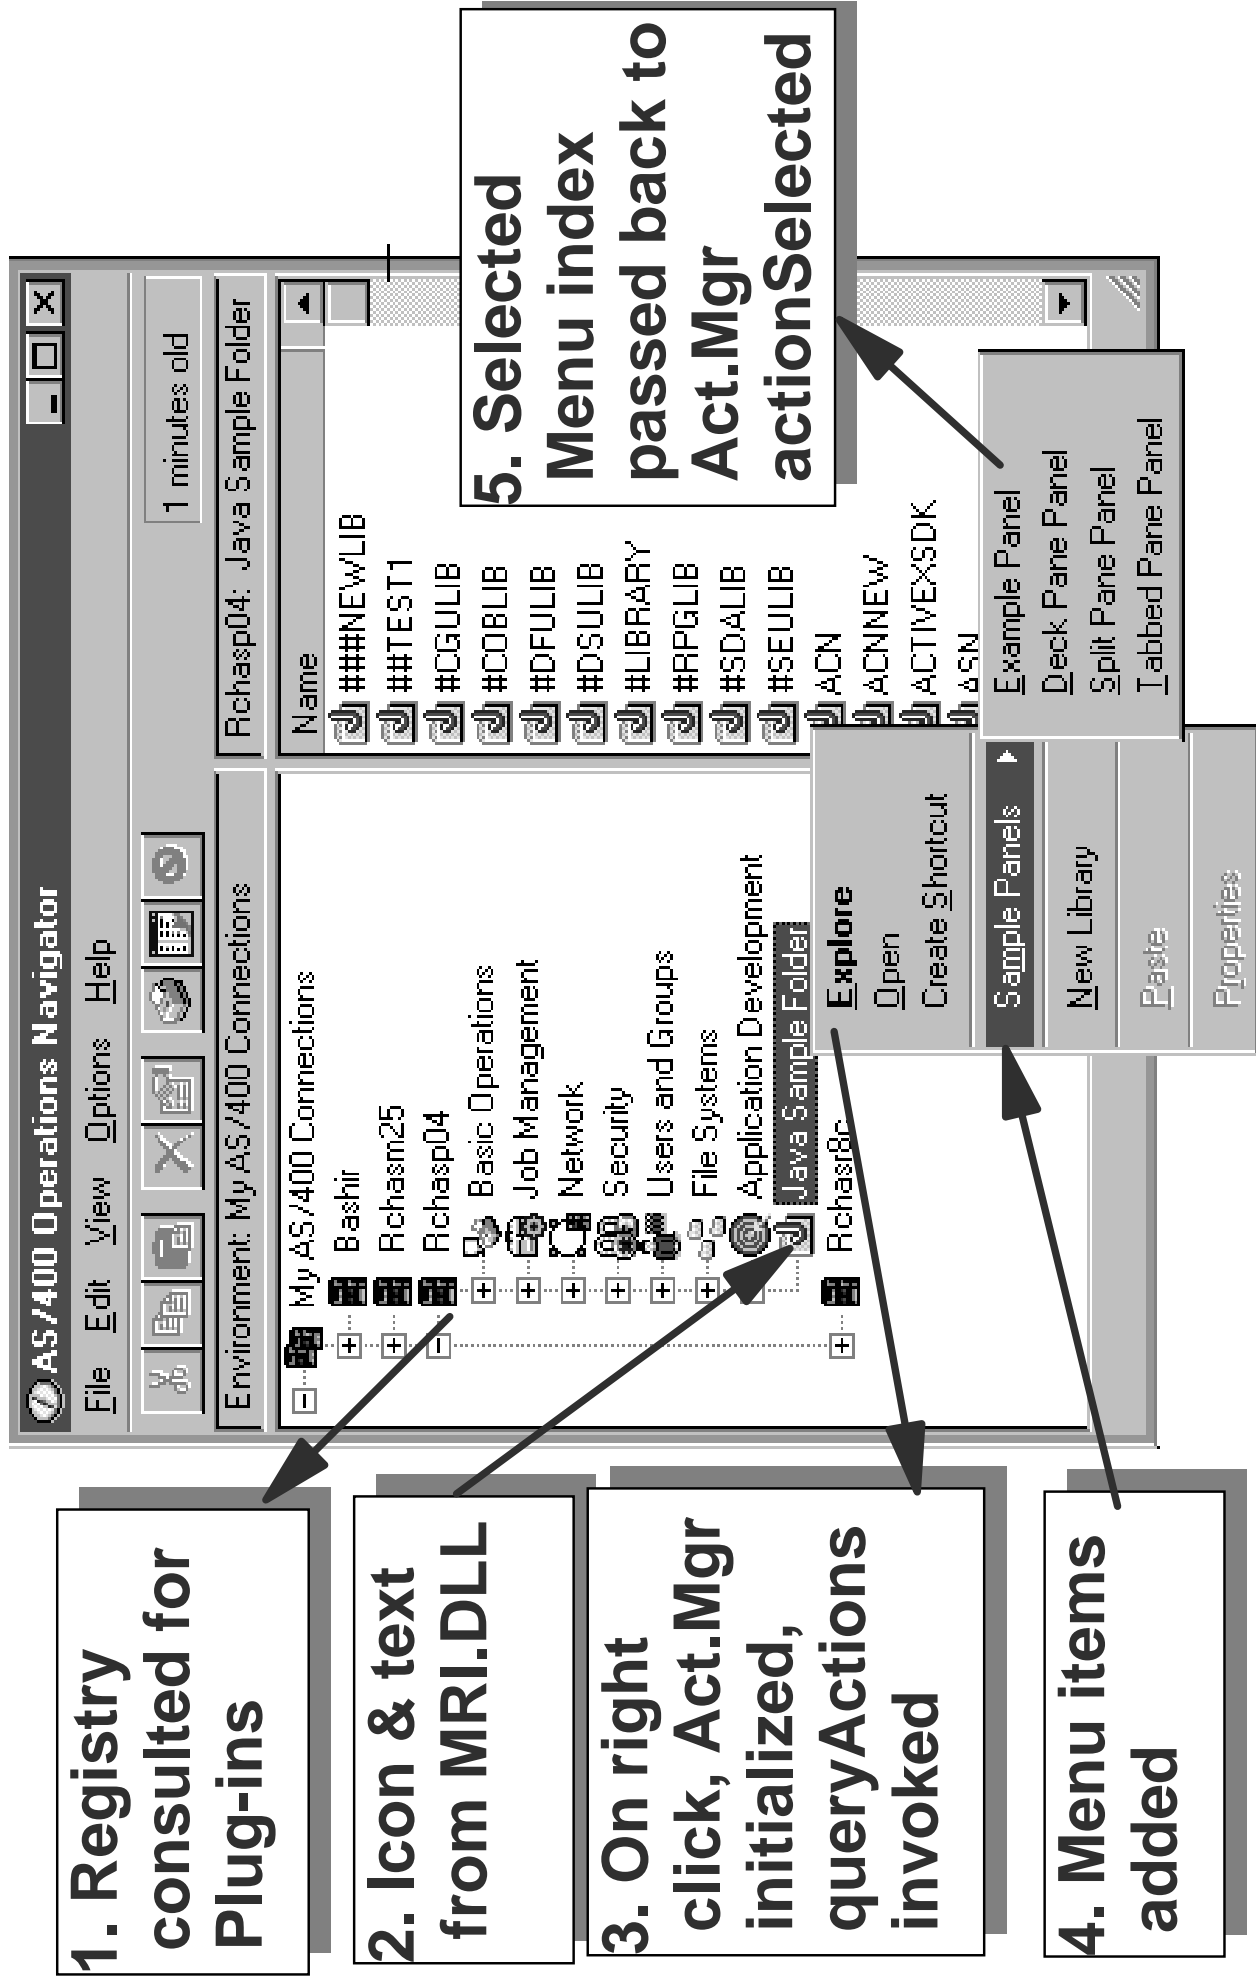 AS/400 Operations Navigator
File Edit View Options Help
1 minutes old
Environment: My AS/400 Connections
Rchasp04: Java Sample Folder
My AS/400 Connections
Bashir
Rchasm25
Rchasp04
Basic Operations
Job Management
Network
Security
Users and Groups
File Systems
Application Development
Java Sample Folder
Rchasr8p
Name
###NEWLIB
##TEST1
#CGULIB
#COBLIB
#DFULIB
#DSULIB
#LIBRARY
#RPGLIB
#SDALIB
#SEULIB
ACN
ACNNEW
ACTIVEXSDK
ASN
Explore
Open
Create Shortcut
Sample Panels
New Library
Paste
Properties
Example Panel
Deck Pane Panel
Split Pane Panel
Tabbed Pane Panel
1. Registry
consulted for
Plug-ins
2. Icon & text
from MRI.DLL
3. On right
click, Act.Mgr
initialized,
queryActions
invoked
4. Menu items
added
5. Selected
Menu index
passed back to
Act.Mgr
actionSelected